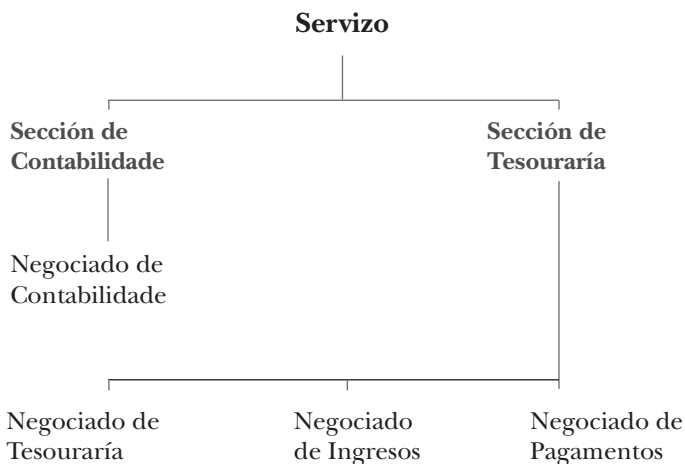 Servizo
Sección de
Contabilidade
Sección de
Tesouraría
Negociado de
Contabilidade
Negociado de
Tesouraría
Negociado
de Ingresos
Negociado de
Pagamentos